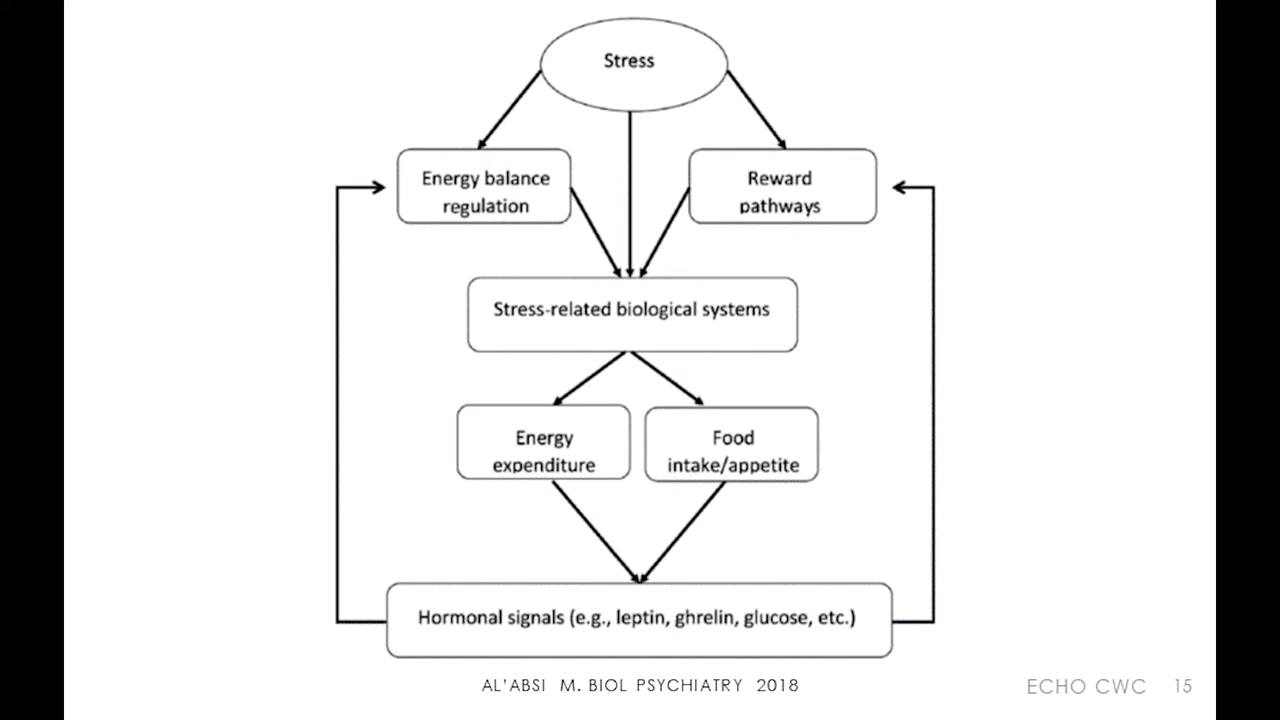 Stress
Energy balance
regulation
Reward
pathways
Stress-related biological systems
Energy
expenditure
Food
intake/appetite
Hormonal signals (e.g., leptin, ghrelin, glucose, etc.)
AL'ABSI M. BIOL PSYCHIATRY 2018
ECHO CWC 15